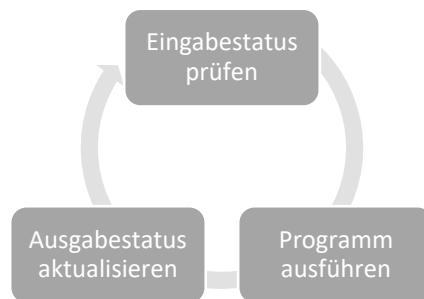 Eingabestatus
prüfen
Programm
ausführen
Ausgabestatus
aktualisieren